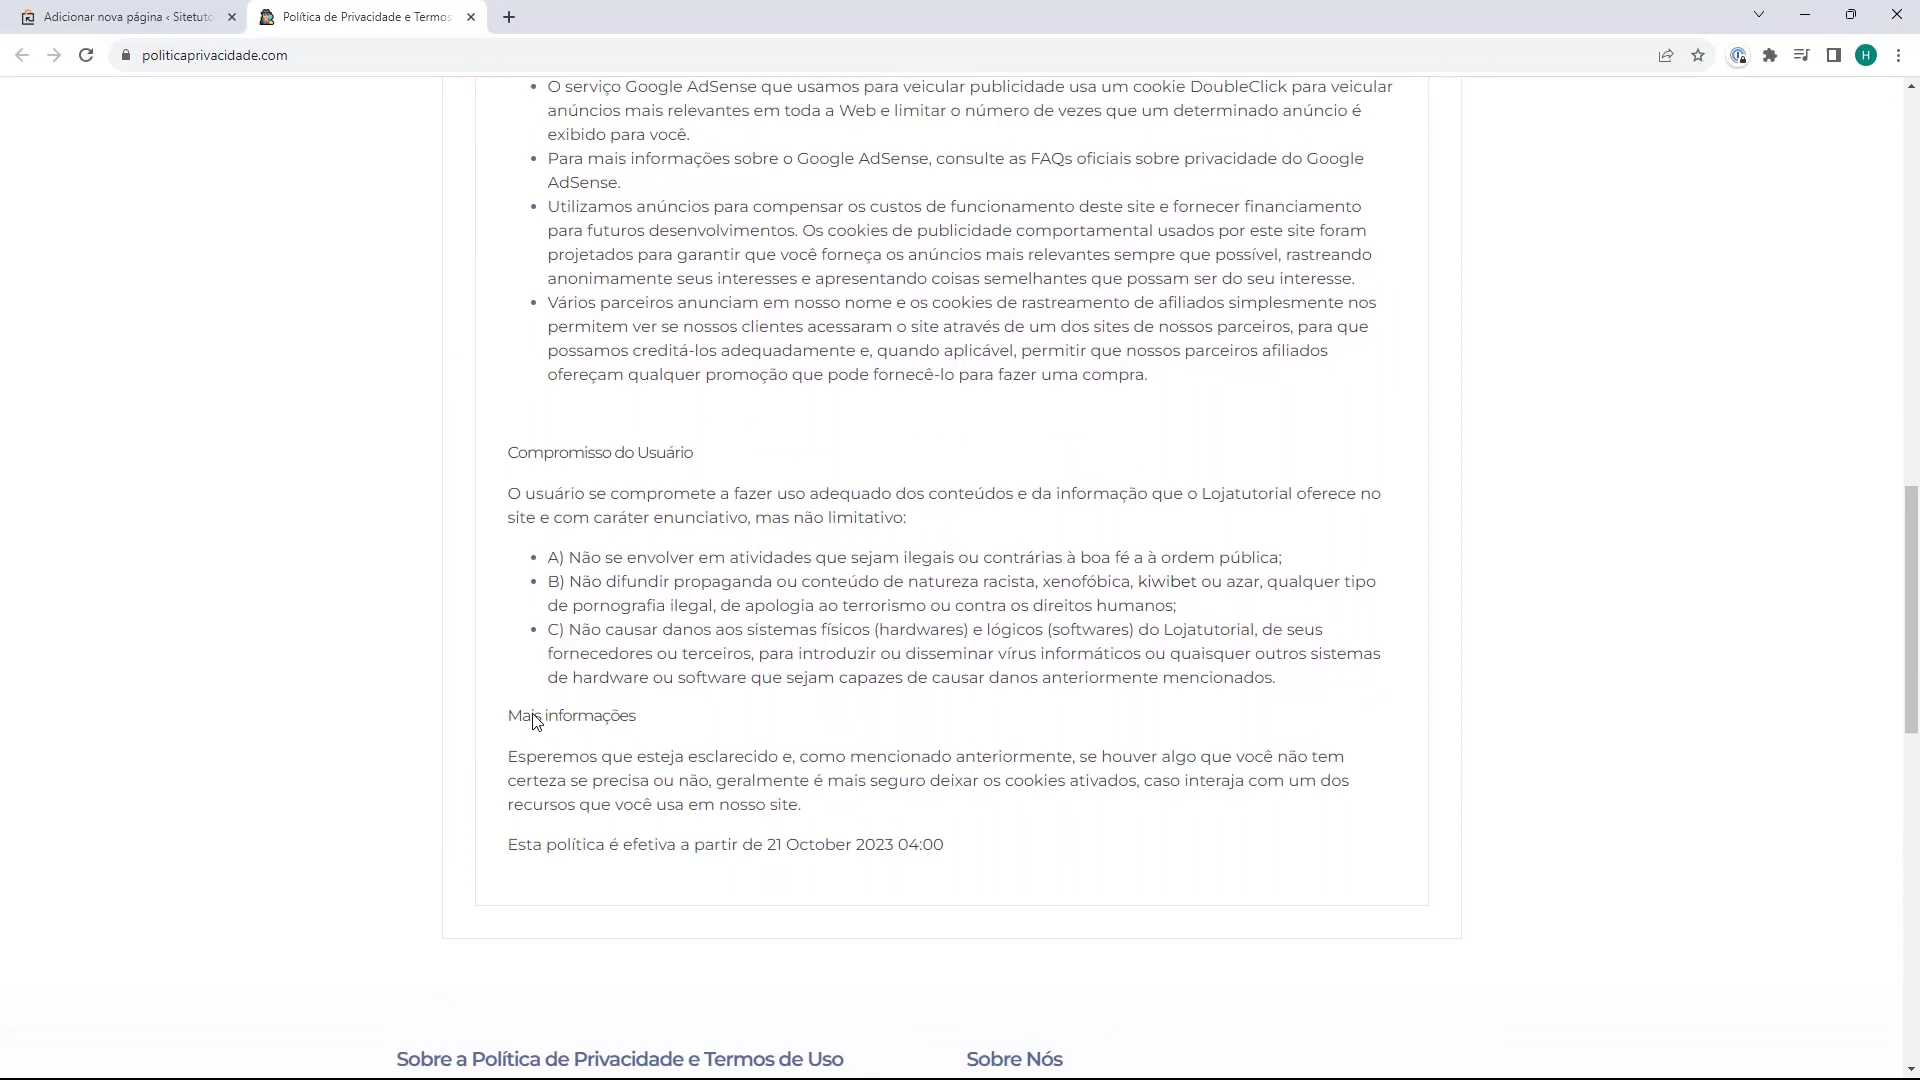 Adicionar nova página ‹ Sitetuto
Política de Privacidade e Termos
politicaprivacidade.com
H
• O serviço Google AdSense que usamos para veicular publicidade usa um cookie DoubleClick para veicular
anúncios mais relevantes em toda a Web e limitar o número de vezes que um determinado anúncio é
exibido para você.
• Para mais informações sobre o Google AdSense, consulte as FAQs oficiais sobre privacidade do Google
AdSense.
• Utilizamos anúncios para compensar os custos de funcionamento deste site e fornecer financiamento
para futuros desenvolvimentos. Os cookies de publicidade comportamental usados por este site foram
projetados para garantir que você forneça os anúncios mais relevantes sempre que possível, rastreando
anonimamente seus interesses e apresentando coisas semelhantes que possam ser do seu interesse.
• Vários parceiros anunciam em nosso nome e os cookies de rastreamento de afiliados simplesmente nos
permitem ver se nossos clientes acessaram o site através de um dos sites de nossos parceiros, para que
possamos creditá-los adequadamente e, quando aplicável, permitir que nossos parceiros afiliados
ofereçam qualquer promoção que pode fornecê-lo para fazer uma compra.
Compromisso do Usuário
O usuário se compromete a fazer uso adequado dos conteúdos e da informação que o Lojatutorial oferece no
site e com caráter enunciativo, mas não limitativo:
• A) Não se envolver em atividades que sejam ilegais ou contrárias à boa fé a à ordem pública;
• B) Não difundir propaganda ou conteúdo de natureza racista, xenofóbica, kiwibet ou azar, qualquer tipo
de pornografia ilegal, de apologia ao terrorismo ou contra os direitos humanos;
• C) Não causar danos aos sistemas físicos (hardwares) e lógicos (softwares) do Lojatutorial, de seus
fornecedores ou terceiros, para introduzir ou disseminar vírus informáticos ou quaisquer outros sistemas
de hardware ou software que sejam capazes de causar danos anteriormente mencionados.
Mais informações
Esperemos que esteja esclarecido e, como mencionado anteriormente, se houver algo que você não tem
certeza se precisa ou não, geralmente é mais seguro deixar os cookies ativados, caso interaja com um dos
recursos que você usa em nosso site.
Esta política é efetiva a partir de 21 October 2023 04:00
Sobre a Política de Privacidade e Termos de Uso
Sobre Nós